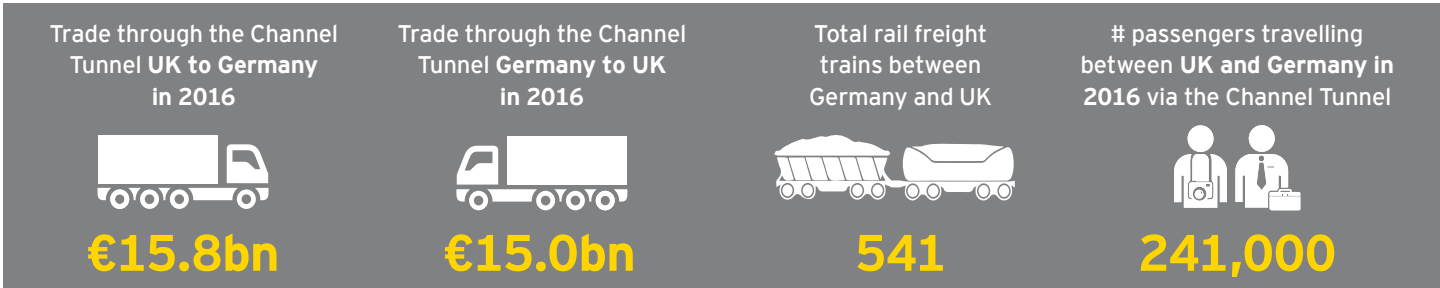 Trade through the Channel
Tunnel UK to Germany
in 2016
€15.8bn
Trade through the Channel
Tunnel Germany to UK
in 2016
€15.0bn
Total rail freight
trains between
Germany and UK
541
# passengers travelling
between UK and Germany in
2016 via the Channel Tunnel
241,000